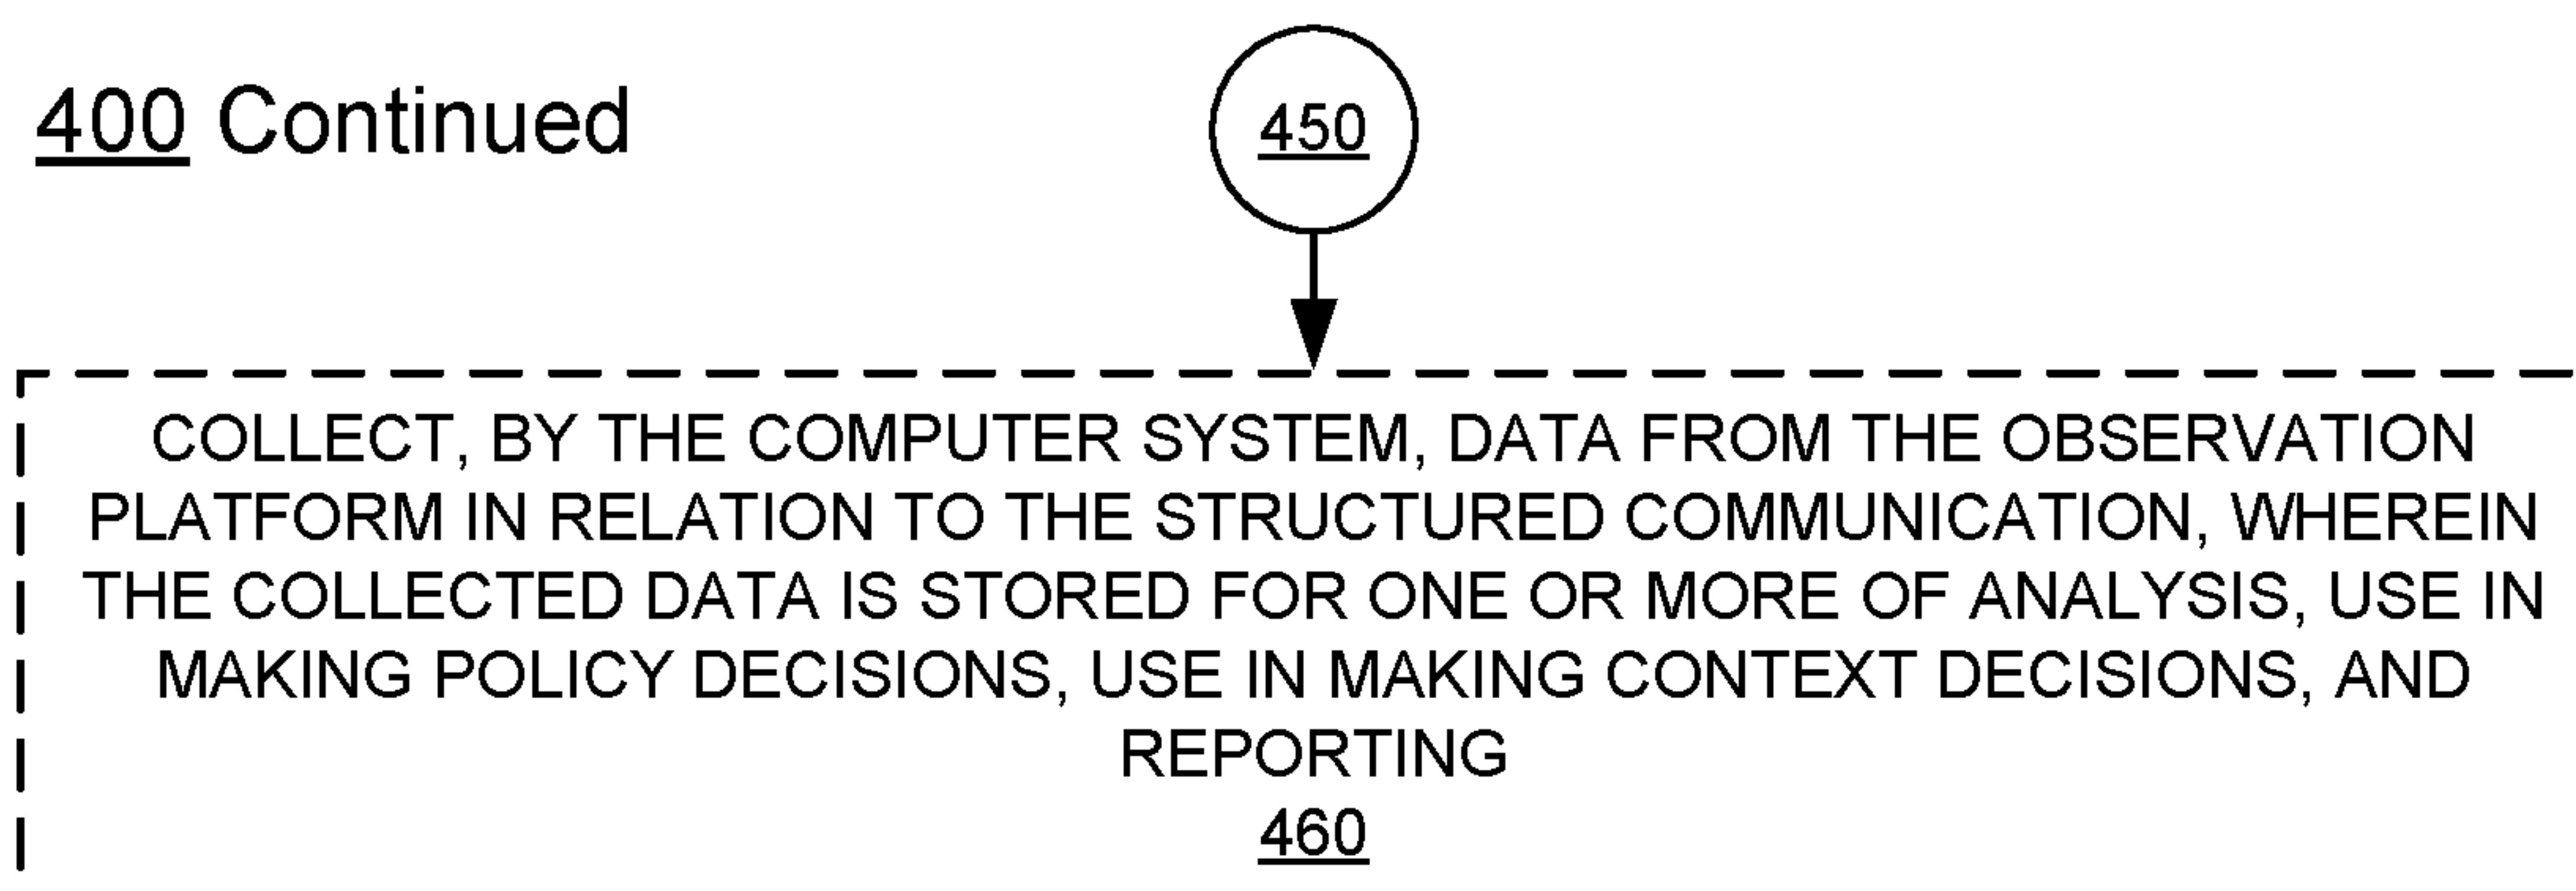 400 Continued
450
COLLECT, BY THE COMPUTER SYSTEM, DATA FROM THE OBSERVATION
PLATFORM IN RELATION TO THE STRUCTURED COMMUNICATION, WHEREIN
THE COLLECTED DATA IS STORED FOR ONE OR MORE OF ANALYSIS, USE IN
MAKING POLICY DECISIONS, USE IN MAKING CONTEXT DECISIONS, AND
REPORTING
460